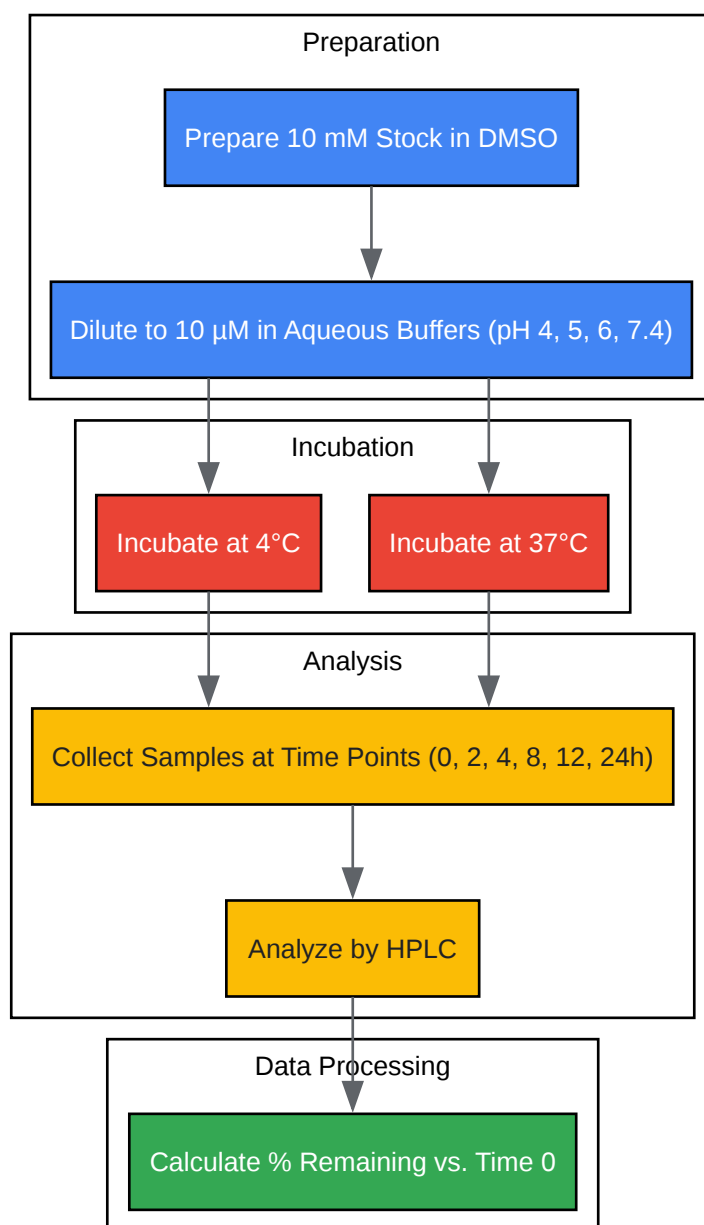 Preparation
Prepare 10 mM Stock in DMSO
Dilute to 10 µM in Aqueous Buffers (pH 4, 5, 6, 7.4)
Incubation
Incubate at 4°C
Incubate at 37°C
Analysis
Collect Samples at Time Points (0, 2, 4, 8, 12, 24h)
Analyze by HPLC
Data Processing
Calculate % Remaining vs. Time 0